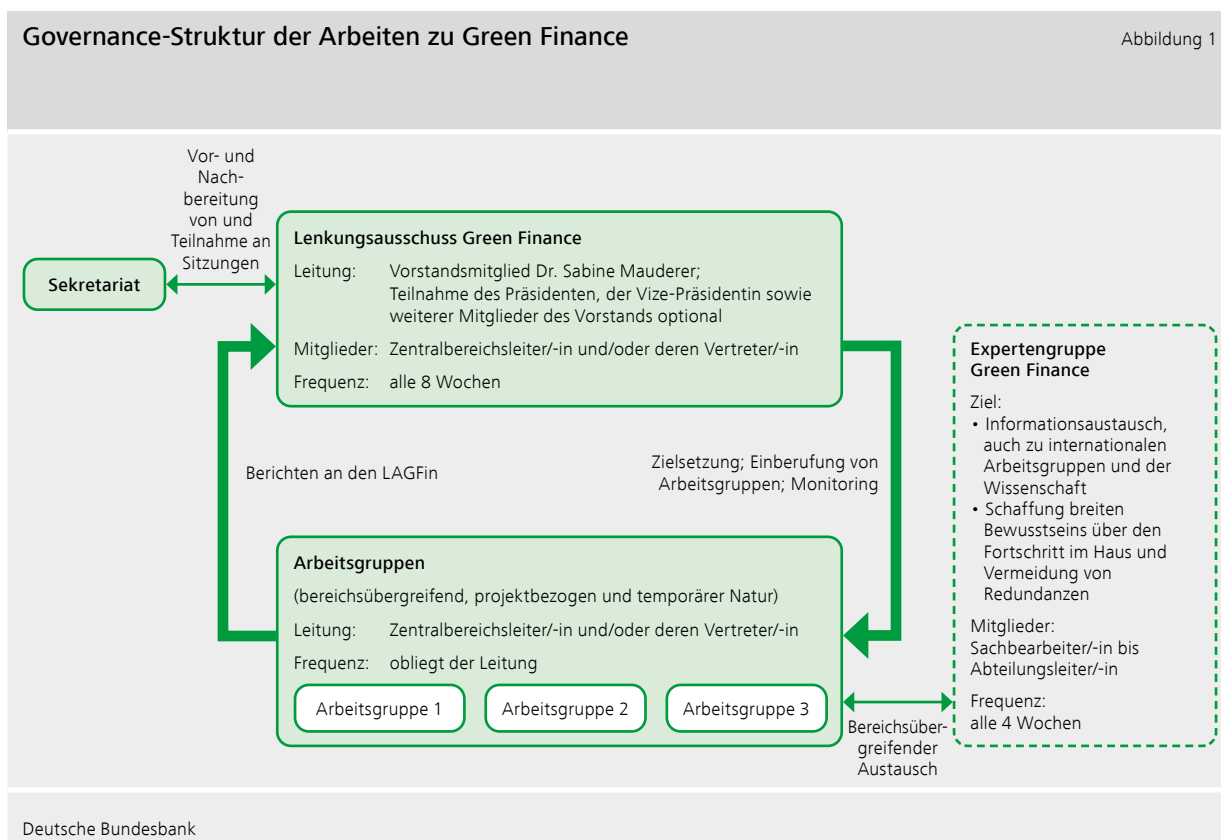 Governance-Struktur der Arbeiten zu Green Finance
Abbildung 1
Vor- und
Nach-
bereitung
von und
Teilnahme an
Sitzungen
Sekretariat
Lenkungsausschuss Green Finance
Leitung: Vorstandsmitglied Dr. Sabine Mauderer;
Teilnahme des Präsidenten, der Vize-Präsidentin sowie
weiterer Mitglieder des Vorstands optional
Mitglieder: Zentralbereichsleiter/-in und/oder deren Vertreter/-in
Frequenz: alle 8 Wochen
Berichten an den LAGFin
Zielsetzung; Einberufung von
Arbeitsgruppen; Monitoring
Arbeitsgruppen
(bereichsübergreifend, projektbezogen und temporärer Natur)
Leitung: Zentralbereichsleiter/-in und/oder deren Vertreter/-in
Frequenz: obliegt der Leitung
Arbeitsgruppe 1
Arbeitsgruppe 2
Arbeitsgruppe 3
Bereichsüber-
greifender
Austausch
Expertengruppe
Green Finance
Ziel:
• Informationsaustausch,
auch zu internationalen
Arbeitsgruppen und der
Wissenschaft
• Schaffung breiten
Bewusstseins über den
Fortschritt im Haus und
Vermeidung von
Redundanzen
Mitglieder:
Sachbearbeiter/-in bis
Abteilungsleiter/-in
Frequenz:
alle 4 Wochen
Deutsche Bundesbank